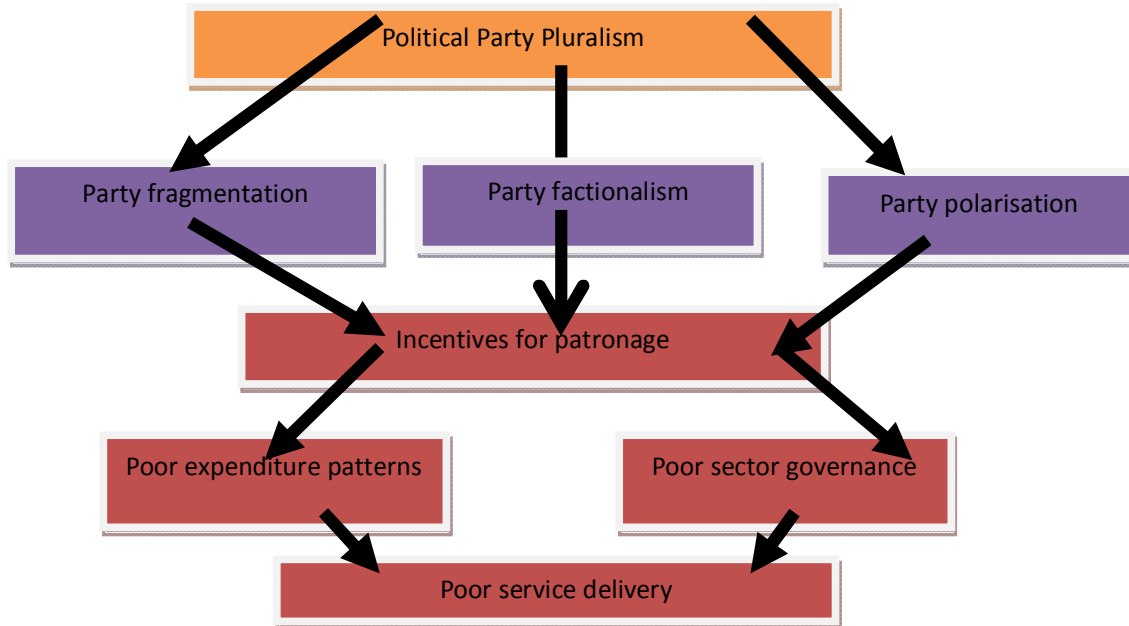 Political Party Pluralism
Party fragmentation
Party factionalism
Party polarisation
Incentives for patronage
Poor expenditure patterns
Poor sector governance
Poor service delivery